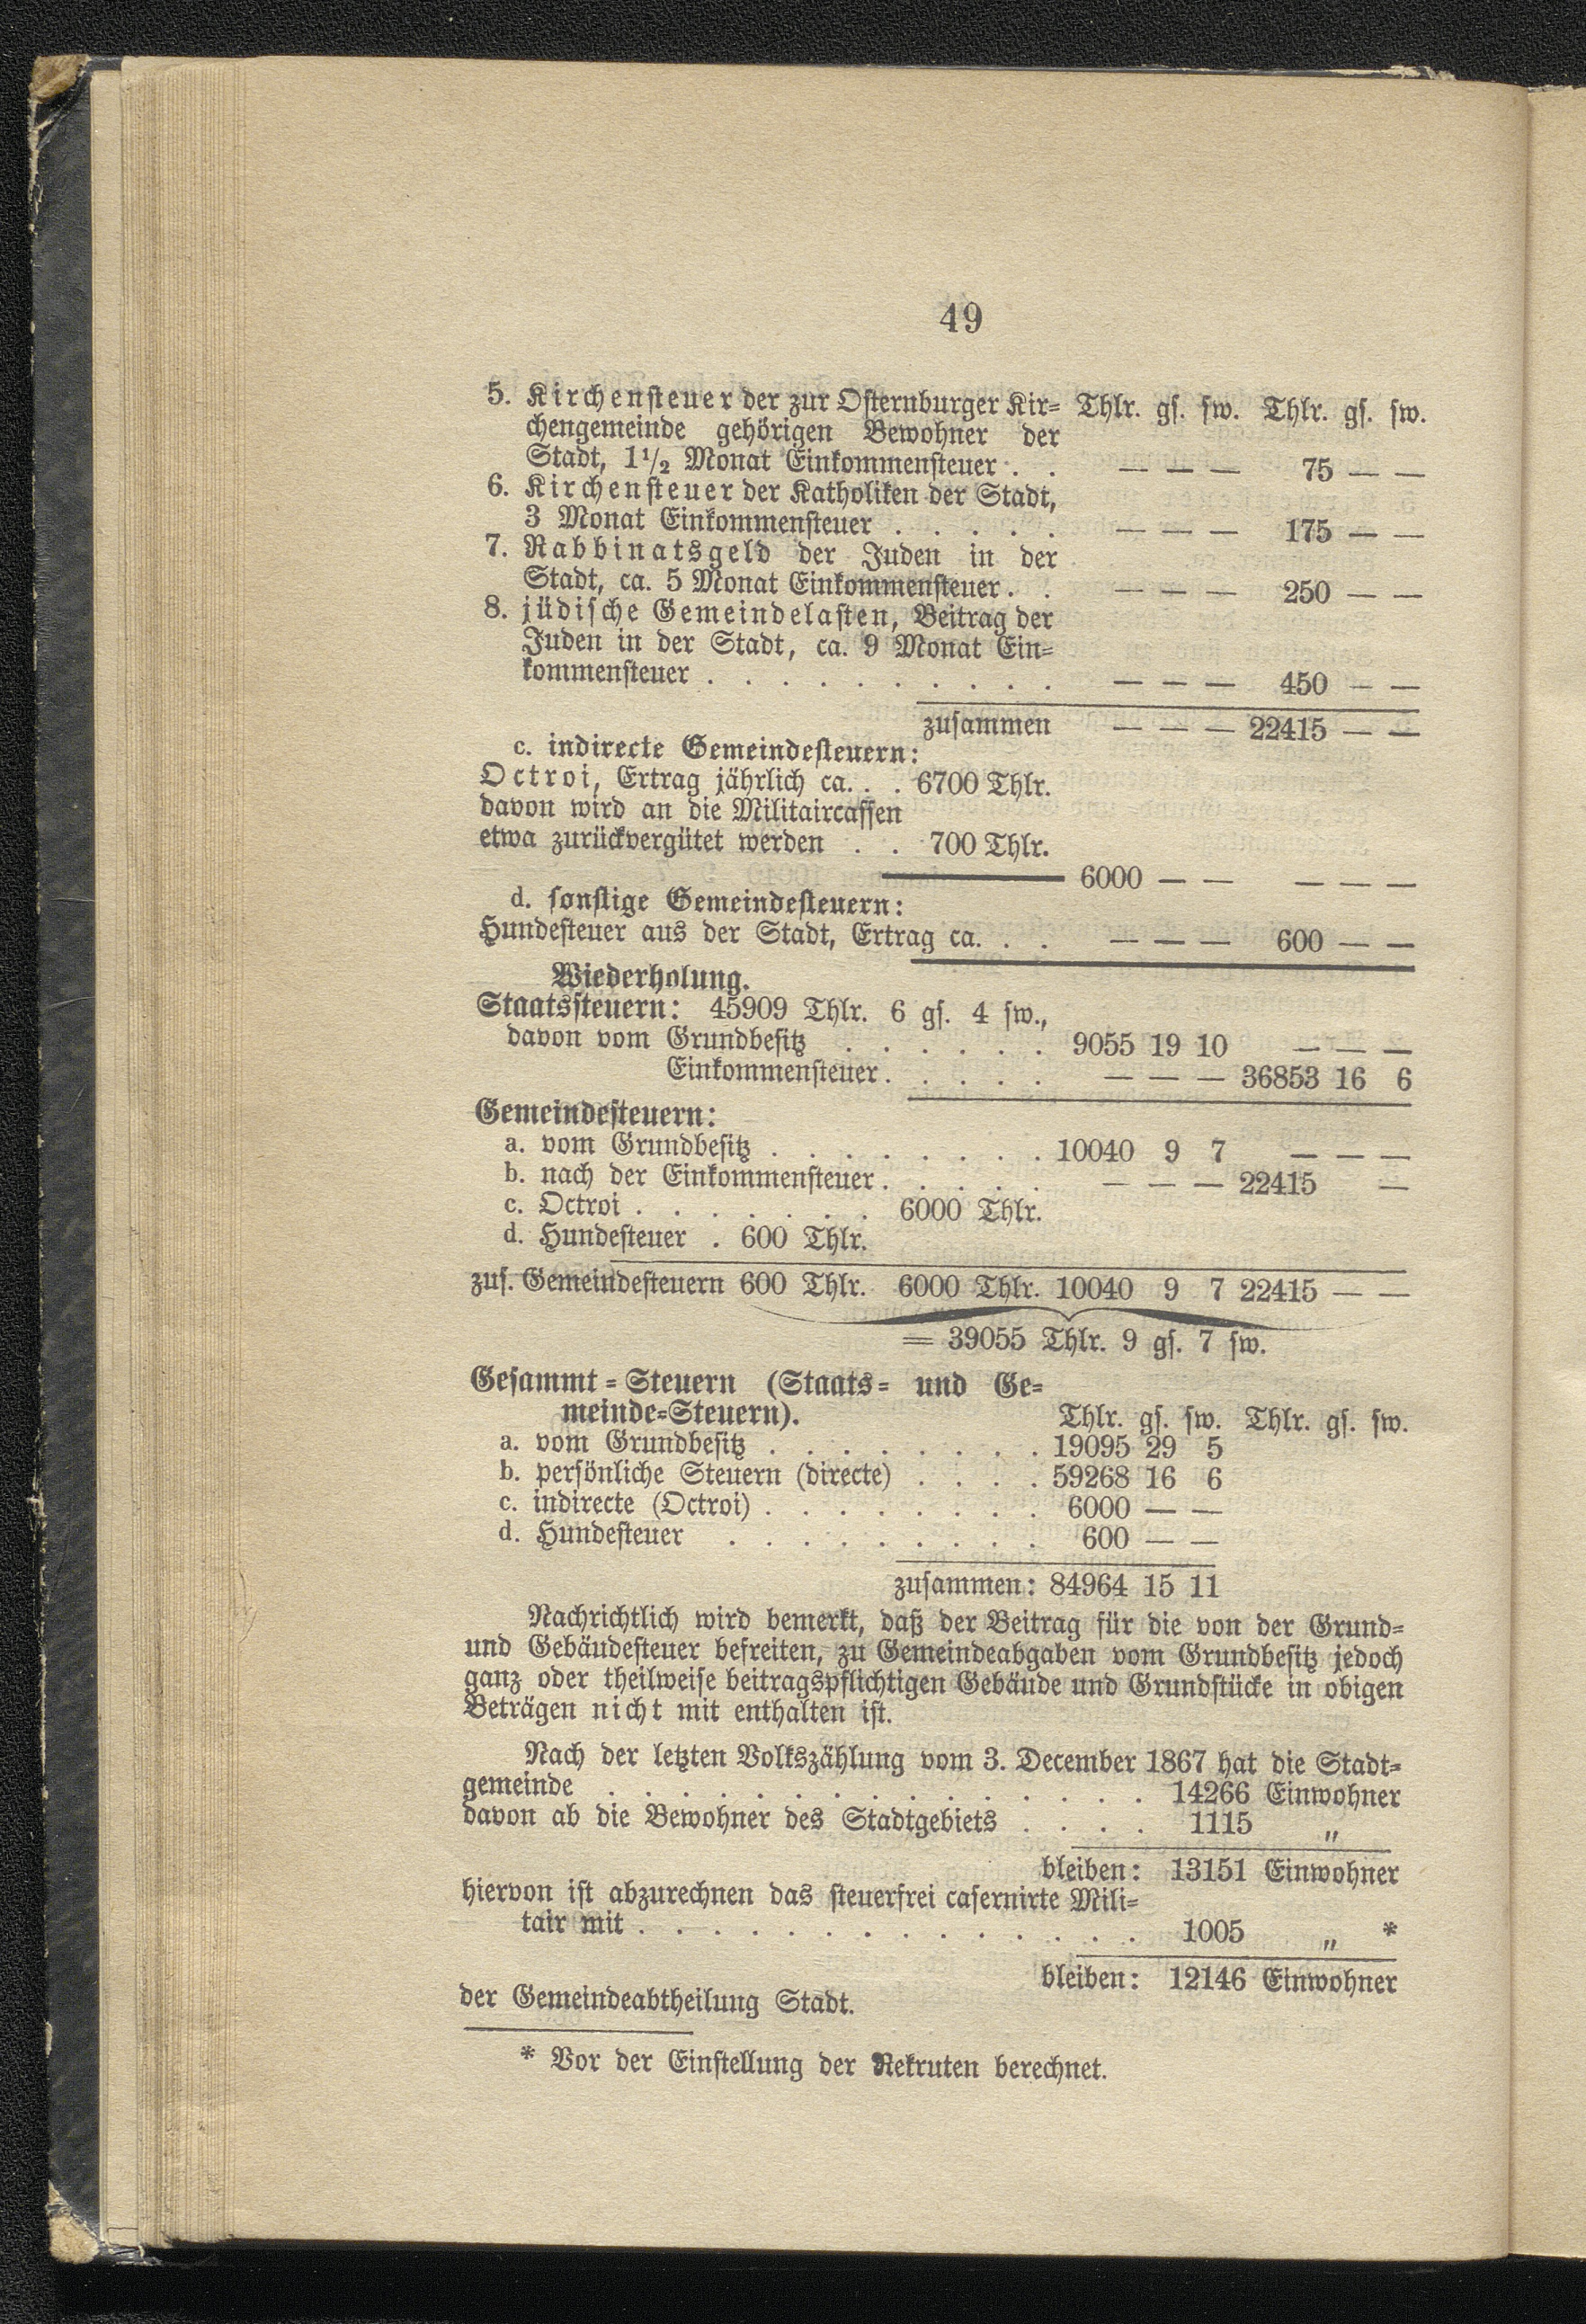 49
5. Kirchensteuer der zur Osternburger Kir= Thlr. gs. sw. Thlr. gs. sw.
chengemeinde gehörigen Bewohner der
Stadt, 1½ Monat Einkommensteuer . . — — — 75 — —
6. Kirchensteuer der Katholiken der Stadt,
3 Monat Einkommensteuer . . . . . — — — 175 — —
7. Rabbinatsgeld der Juden in der
Stadt, ca. 5 Monat Einkommensteuer . . — — — 250 — —
8. jüdische Gemeindelasten, Beitrag der
Juden in der Stadt, ca. 9 Monat Ein=
kommensteuer . . . . . . . . . . — — — 450 — —
zusammen — — — 22415 — —
c. indirecte Gemeindesteuern:
Octroi, Ertrag jährlich ca. . . 6700 Thlr.
davon wird an die Militaircassen
etwa zurückvergütet werden . . 700 Thlr.
6000 — — — — —
d. sonstige Gemeindesteuern:
Hundesteuer aus der Stadt, Ertrag ca. . . — — — 600 — —
Wiederholung.
Staatssteuern: 45909 Thlr. 6 gs. 4 sw.,
davon vom Grundbesitz . . . . . . 9055 19 10 — — —
Einkommensteuer . . . . . — — — 36853 16 6
Gemeindesteuern:
a. vom Grundbesitz . . . . . . . . 10040 9 7 — — —
b. nach der Einkommensteuer . . . . . — — — 22415 —
c. Octroi . . . . . . . 6000 Thlr.
d. Hundesteuer . 600 Thlr.
zus. Gemeindesteuern 600 Thlr. 6000 Thlr. 10040 9 7 22415 — —
= 39055 Thlr. 9 gs. 7 sw.
Gesammt=Steuern (Staats= und Ge=
meinde=Steuern). Thlr. gs. sw. Thlr. gs. sw.
a. vom Grundbesitz . . . . . . . . 19095 29 5
b. persönliche Steuern (directe) . . . . 59268 16 6
c. indirecte (Octroi) . . . . . . . . 6000 — —
d. Hundesteuer . . . . . . . . . 600 — —
zusammen: 84964 15 11
Nachrichtlich wird bemerkt, daß der Beitrag für die von der Grund=
und Gebäudesteuer befreiten, zu Gemeindeabgaben vom Grundbesitz jedoch
ganz oder theilweise beitragspflichtigen Gebäude und Grundstücke in obigen
Beträgen nicht mit enthalten ist.
Nach der letzten Volkszählung vom 3. December 1867 hat die Stadt=
gemeinde . . . . . . . . . . . . . . . 14266 Einwohner
davon ab die Bewohner des Stadtgebiets . . . . 1115 „
bleiben: 13151 Einwohner
hiervon ist abzurechnen das steuerfrei casernirte Mili=
tair mit . . . . . . . . . . . . . . 1005 „ *
bleiben: 12146 Einwohner
der Gemeindeabtheilung Stadt.
* Vor der Einstellung der Rekruten berechnet.